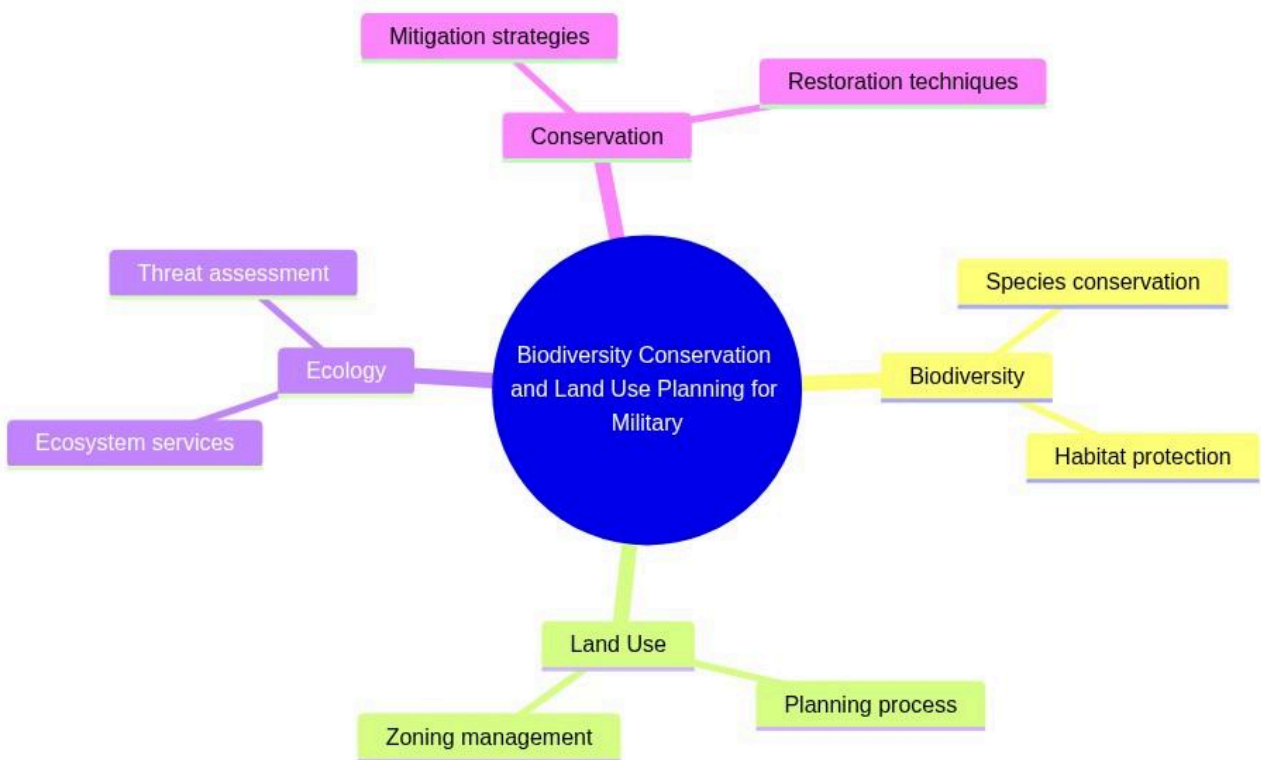 Mitigation strategies
Restoration techniques
Conservation
Threat assessment
Species conservation
Biodiversity Conservation
and Land Use Planning for
Military
Ecology
Biodiversity
Ecosystem services
Habitat protection
Land Use
Planning process
Zoning management